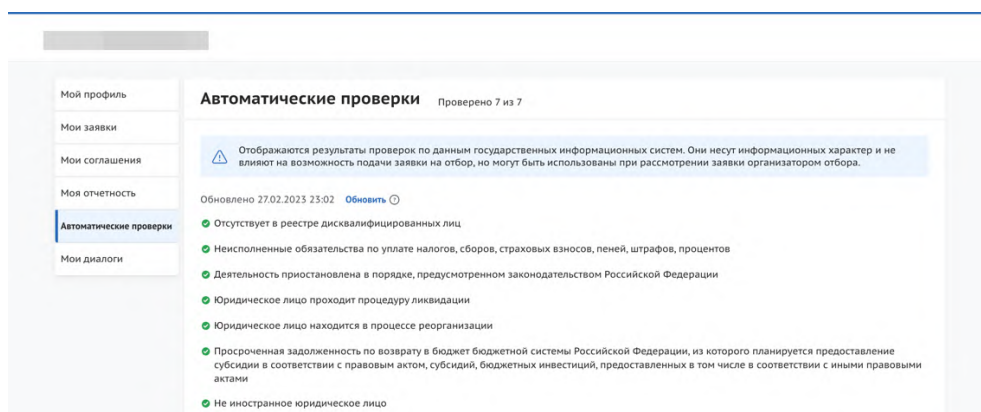 Мой профиль
Мои заявки
Мои соглашения
Моя отчетность
Автоматические проверки
Мои диалоги
Автоматические проверки Проверено 7 из 7
Отображаются результаты проверок по данным государственных информационных систем. Они несут информационных характер и не
влияют на возможность подачи заявки на отбор, но могут быть использованы при рассмотрении заявки организатором отбора.
Обновлено 27.02.2023 23:02 Обновить ?
Отсутствует в реестре дисквалифицированных лиц
Неисполненные обязательства по уплате налогов, сборов, страховых взносов, пеней, штрафов, процентов
Деятельность приостановлена в порядке, предусмотренном законодательством Российской Федерации
Юридическое лицо проходит процедуру ликвидации
Юридическое лицо находится в процессе реорганизации
Просроченная задолженность по возврату в бюджет бюджетной системы Российской Федерации, из которого планируется предоставление
субсидии в соответствии с правовым актом, субсидий, бюджетных инвестиций, предоставленных в том числе в соответствии с иными правовыми
актами
Не иностранное юридическое лицо